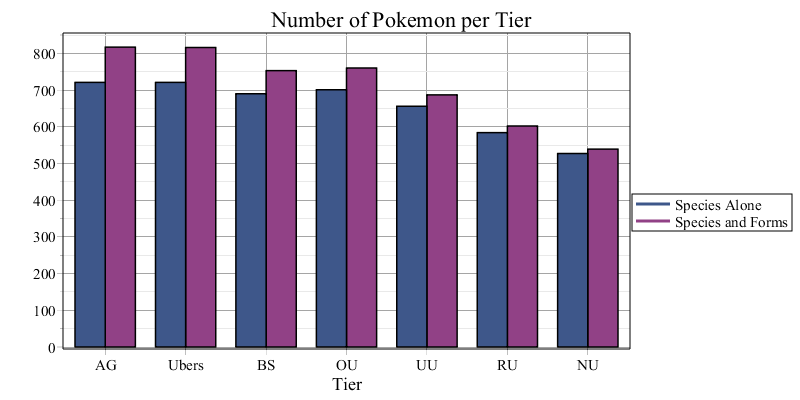 Number of Pokemon per Tier
800
700
600
500
400
300
200
100
0
AG Ubers BS OU UU RU NU
Tier
Species Alone
Species and Forms